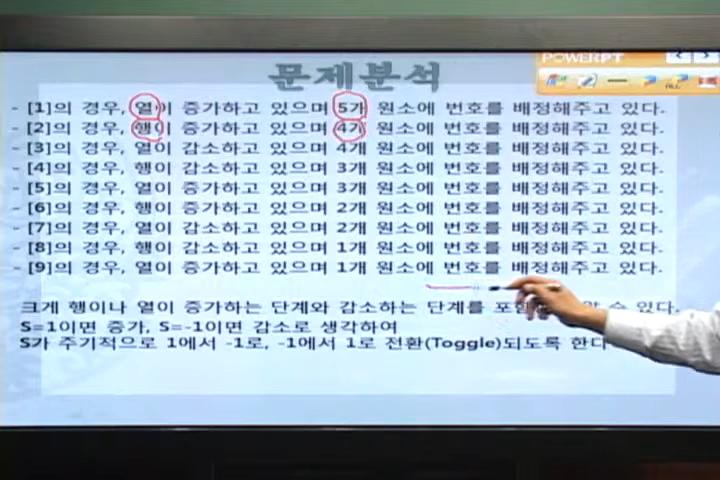 POWERPT
문제분석
- [1]의 경우, 열이 증가하고 있으며 5개 원소에 번호를 배정해주고 있다.
- [2]의 경우, 행이 증가하고 있으며 4개 원소에 번호를 배정해주고 있다.
- [3]의 경우, 열이 감소하고 있으며 4개 원소에 번호를 배정해주고 있다.
- [4]의 경우, 행이 감소하고 있으며 3개 원소에 번호를 배정해주고 있다.
- [5]의 경우, 열이 증가하고 있으며 3개 원소에 번호를 배정해주고 있다.
- [6]의 경우, 행이 증가하고 있으며 2개 원소에 번호를 배정해주고 있다.
- [7]의 경우, 열이 감소하고 있으며 2개 원소에 번호를 배정해주고 있다.
- [8]의 경우, 행이 감소하고 있으며 1개 원소에 번호를 배정해주고 있다.
- [9]의 경우, 열이 증가하고 있으며 1개 원소에 번호를 배정해주고 있다.
크게 행이나 열이 증가하는 단계와 감소하는 단계를 수 있다.
S=1이면 증가, S=-1이면 감소로 생각하여
S가 주기적으로 1에서 -1로, -1에서 1로 전환(Toggle)되도록 한다